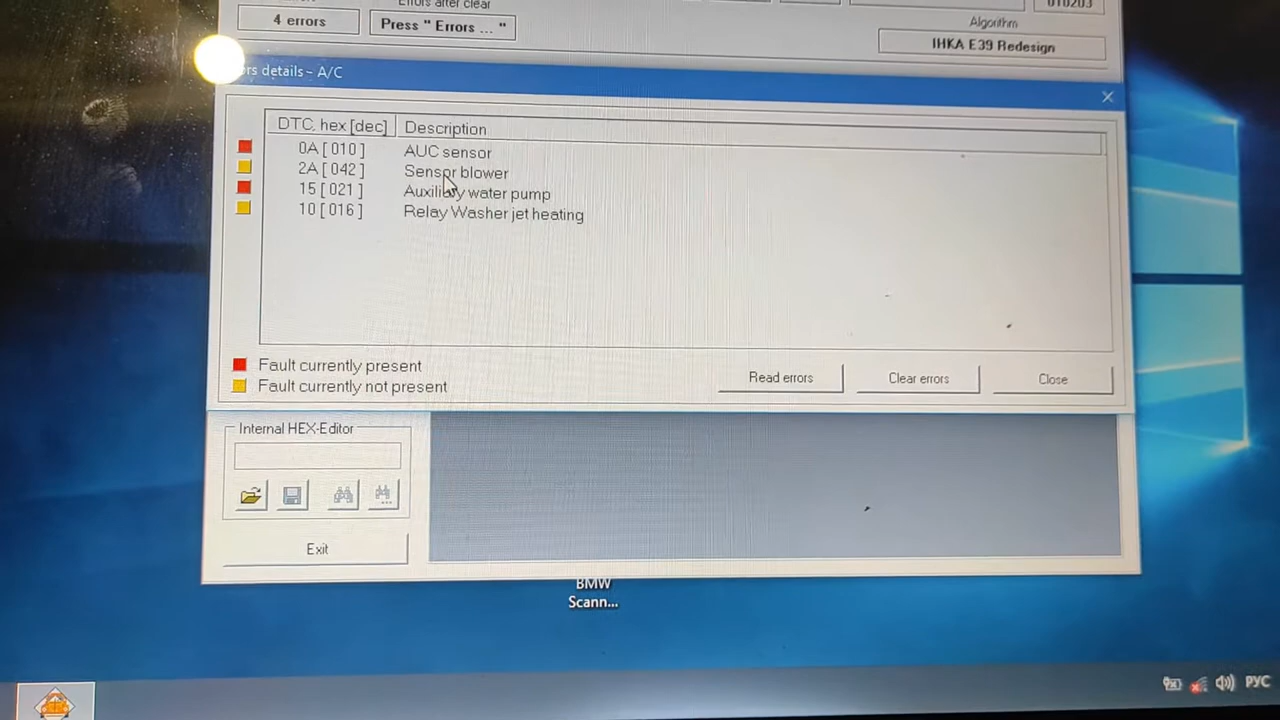 Errors after clear
010203
4 errors
Press " Errors ... "
Algorithm
IHKA E39 Redesign
rs details - A/C
DTC, hex [dec] Description
0A [ 010 ] AUC sensor
2A [ 042 ] Sensor blower
15 [ 021 ] Auxiliary water pump
10 [ 016 ] Relay Washer jet heating
Fault currently present
Fault currently not present
Read errors Clear errors Close
Internal HEX-Editor
Exit
BMW
Scann...
РУС